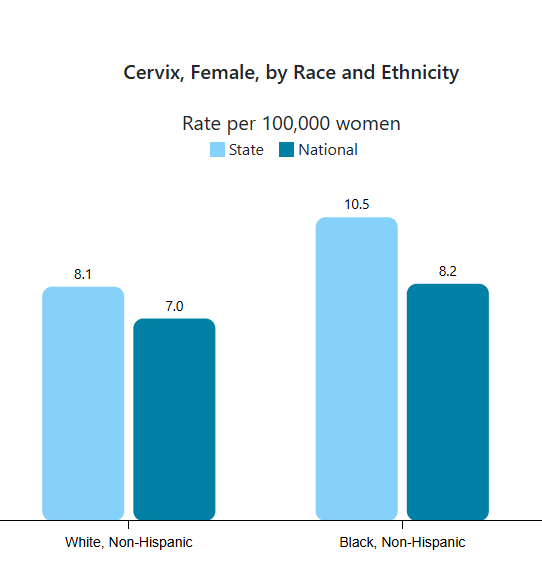 Cervix, Female, by Race and Ethnicity
Rate per 100,000 women
State National
10.5
8.1
8.2
7.0
White, Non-Hispanic Black, Non-Hispanic